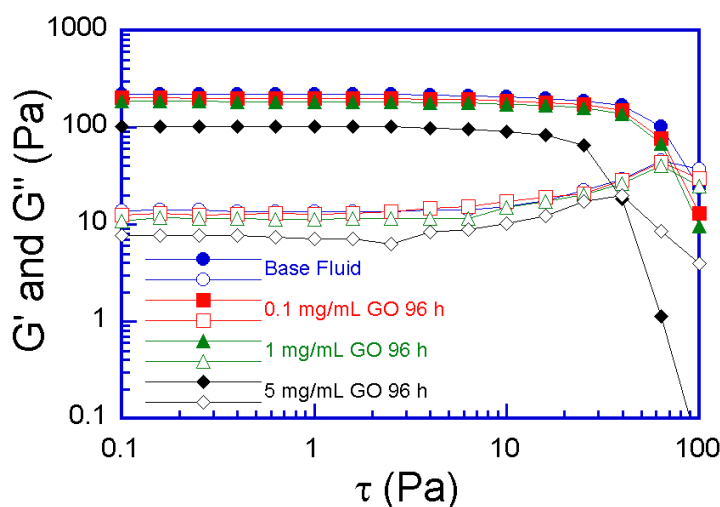 1000
100
10
1
0.1
G' and G'' (Pa)
Base Fluid
0.1 mg/mL GO 96 h
1 mg/mL GO 96 h
5 mg/mL GO 96 h
0.1
1
10
100
τ (Pa)